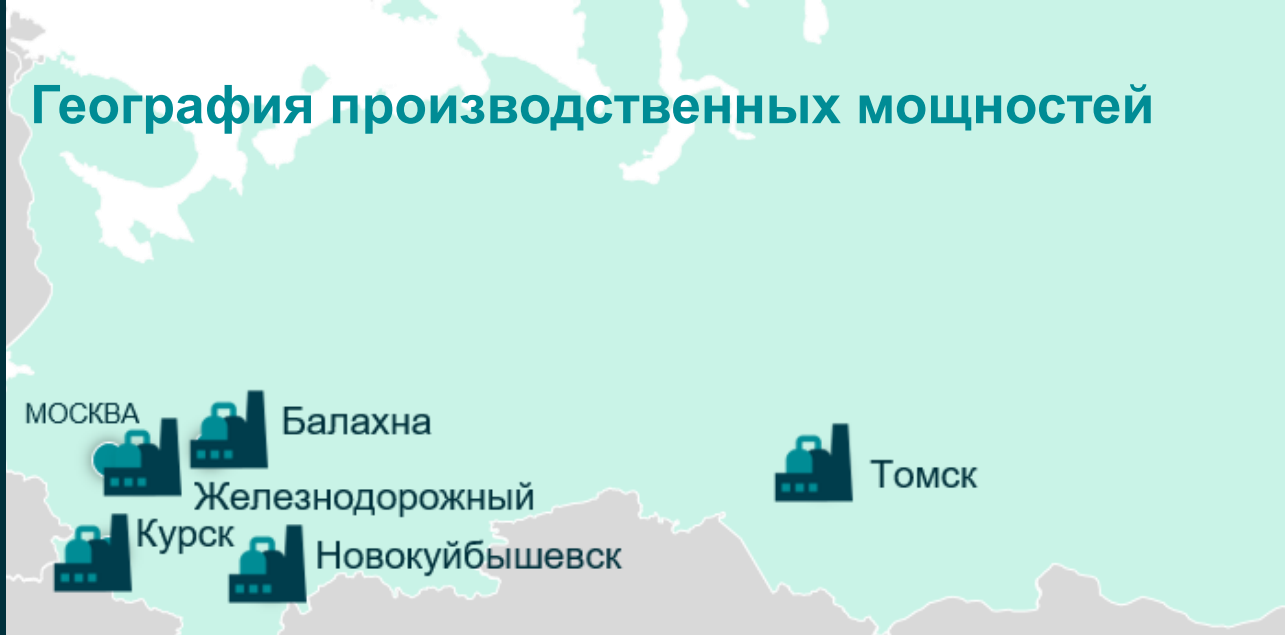 География производственных мощностей
МОСКВА
Балахна
Железнодорожный
Томск
Курск
Новокуйбышевск